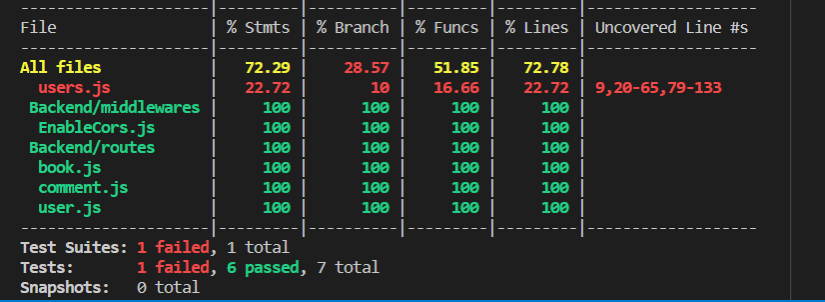 ---------------------|---------|----------|---------|---------|-------------------
File                 | % Stmts | % Branch | % Funcs | % Lines | Uncovered Line #s
---------------------|---------|----------|---------|---------|-------------------
All files            |   72.29 |    28.57 |   51.85 |   72.78 |
  users.js           |   22.72 |       10 |   16.66 |   22.72 | 9,20-65,79-133
 Backend/middlewares |     100 |      100 |     100 |     100 |
  EnableCors.js      |     100 |      100 |     100 |     100 |
 Backend/routes      |     100 |      100 |     100 |     100 |
  book.js            |     100 |      100 |     100 |     100 |
  comment.js         |     100 |      100 |     100 |     100 |
  user.js            |     100 |      100 |     100 |     100 |
---------------------|---------|----------|---------|---------|-------------------
Test Suites: 1 failed, 1 total
Tests:       1 failed, 6 passed, 7 total
Snapshots:   0 total